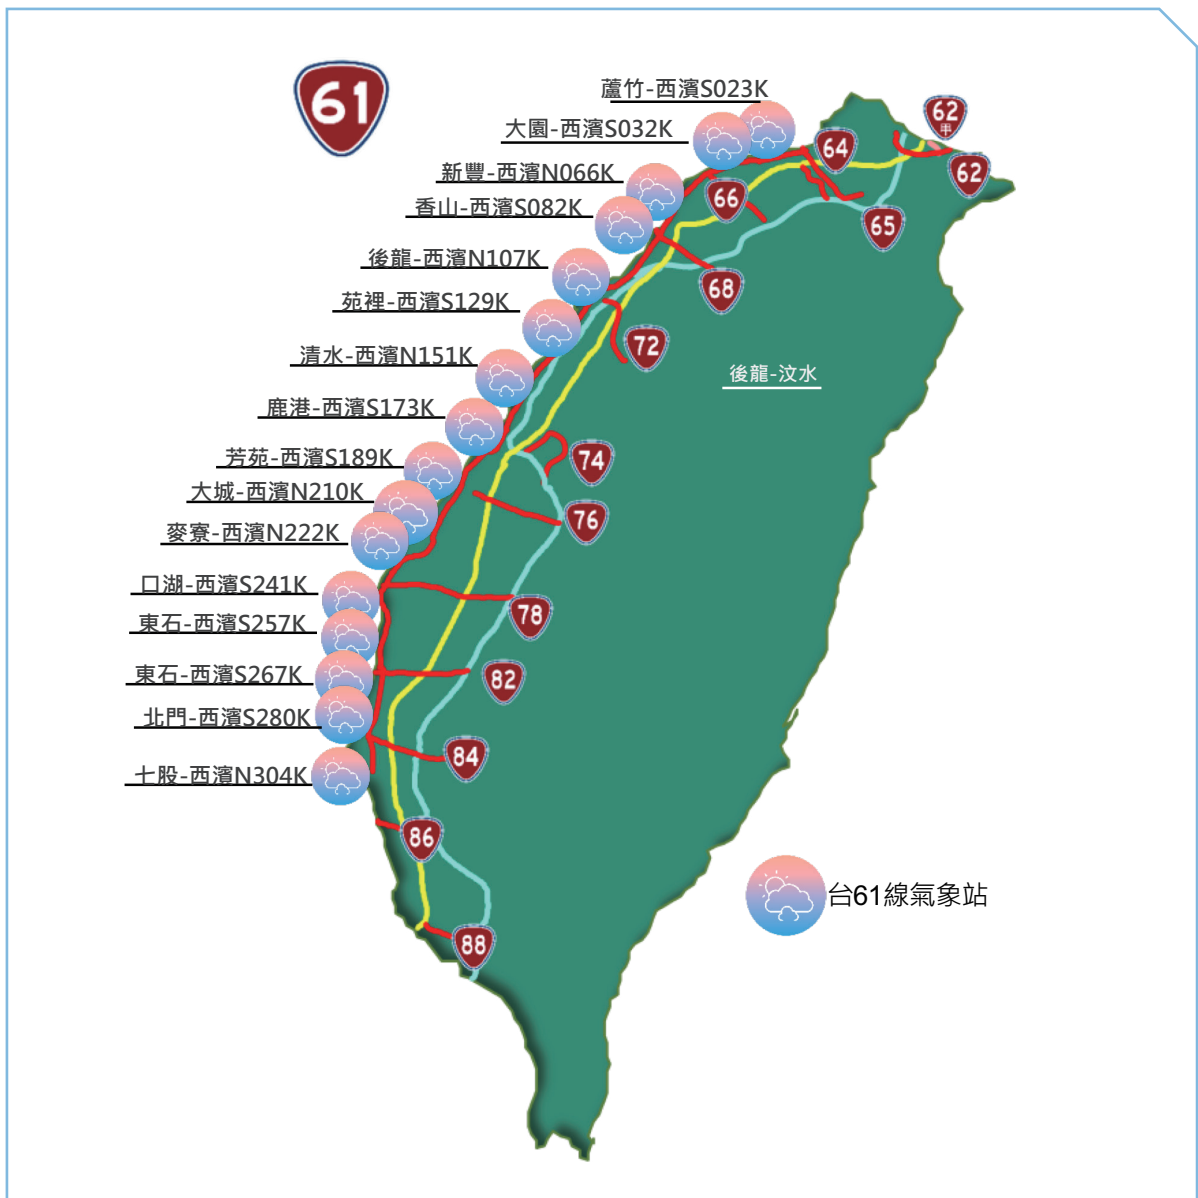 61
蘆竹-西濱S023K
大園-西濱S032K
新豐-西濱N066K
香山-西濱S082K
後龍-西濱N107K
苑裡-西濱S129K
清水-西濱N151K
鹿港-西濱S173K
芳苑-西濱S189K
大城-西濱N210K
麥寮-西濱N222K
口湖-西濱S241K
東石-西濱S257K
東石-西濱S267K
北門-西濱S280K
七股-西濱N304K
62
甲
64
62
66
65
68
72
後龍-汶水
74
76
78
82
84
86
88
台61線氣象站